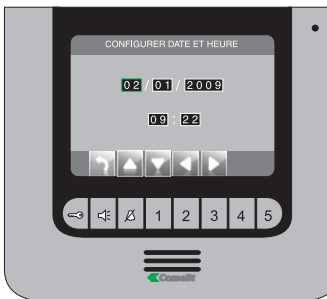 CONFIGURER DATE ET HEURE
02 / 01 / 2009
09 : 22
1 2 3 4 5
Comelit